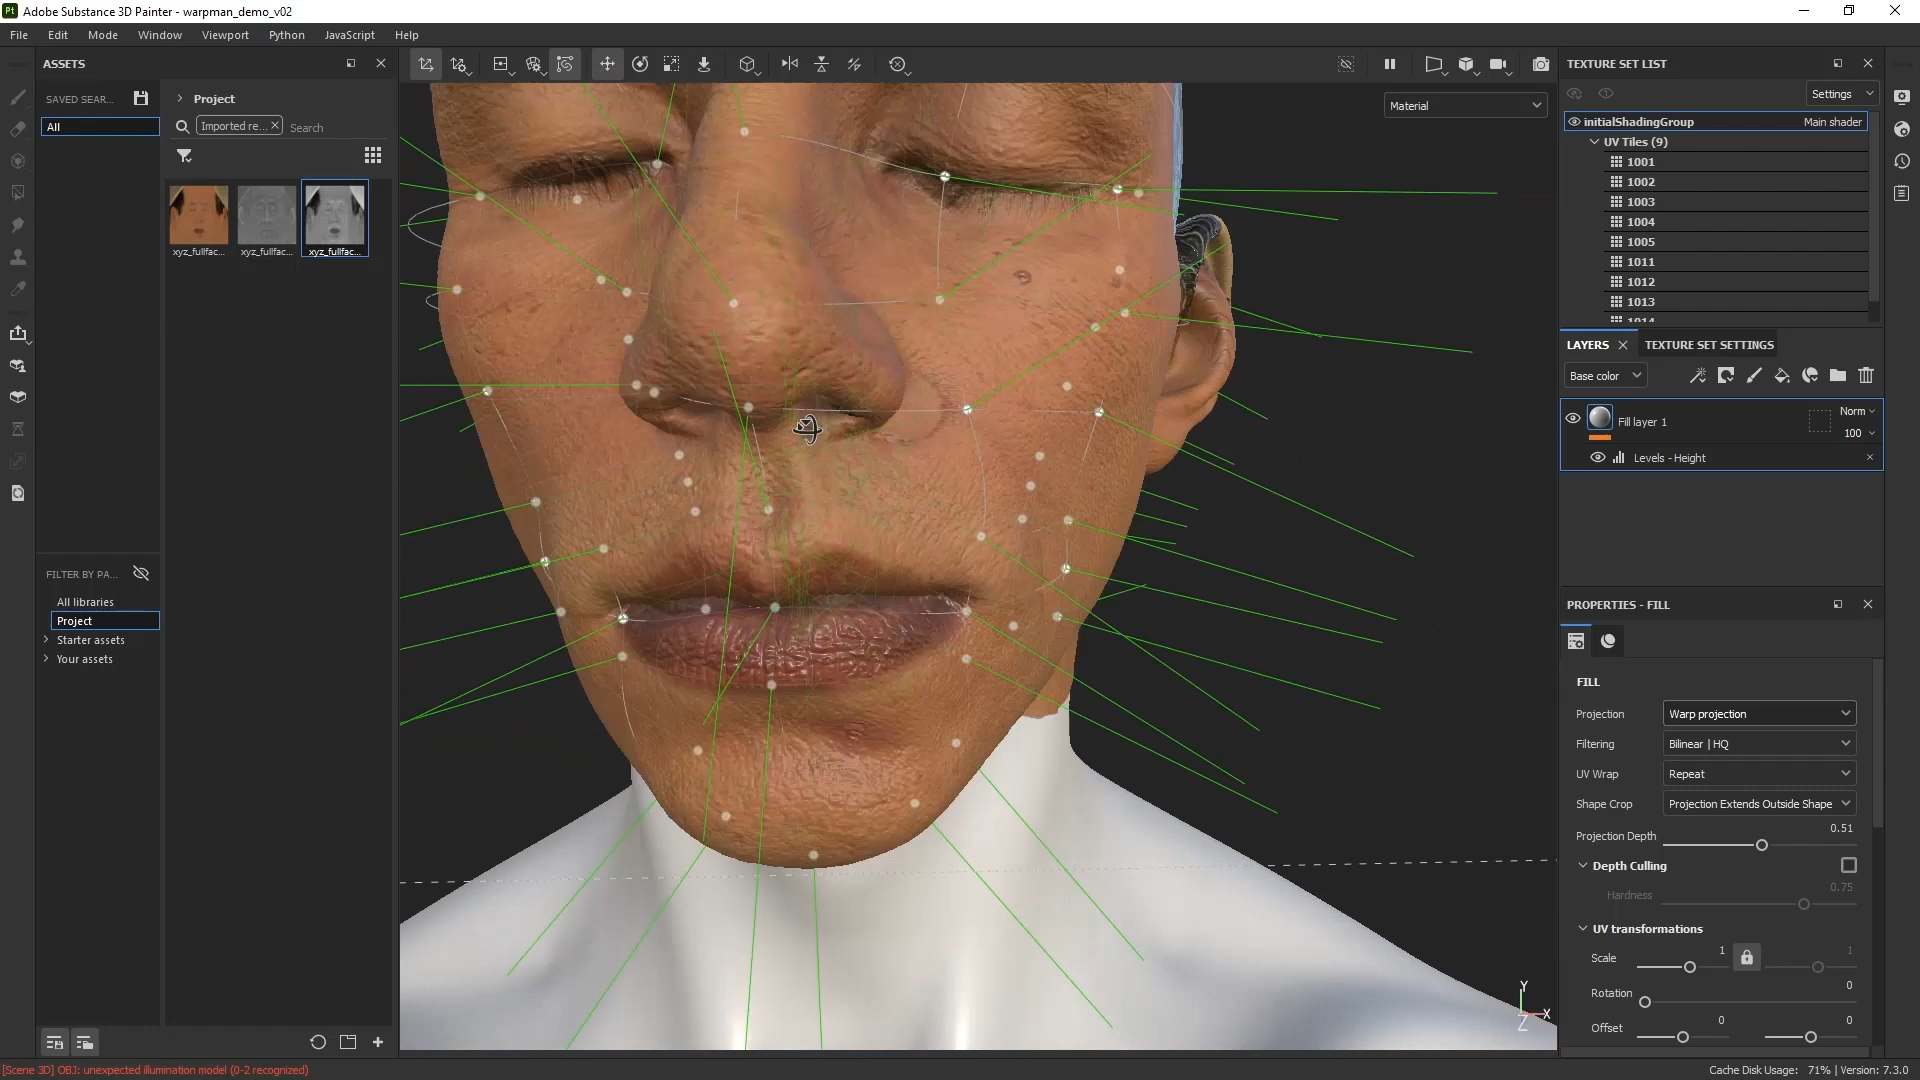 Pt Adobe Substance 3D Painter - warpman_demo_v02
File Edit Mode Window Viewport Python JavaScript Help
ASSETS
SAVED SEAR...
All
Project
Imported re... Search
xyz_fullfac... xyz_fullfac... xyz_fullfac...
FILTER BY PA...
All libraries
Project
Starter assets
Your assets
Material
Y
X
Z
TEXTURE SET LIST
Settings
initialShadingGroup Main shader
UV Tiles (9)
1001
1002
1003
1004
1005
1011
1012
1013
1014
LAYERS TEXTURE SET SETTINGS
Base color
Fill layer 1 Norm
100
Levels - Height
PROPERTIES - FILL
FILL
Projection Warp projection
Filtering Bilinear | HQ
UV Wrap Repeat
Shape Crop Projection Extends Outside Shape
Projection Depth 0.51
Depth Culling
Hardness 0.75
UV transformations
Scale 1 1
Rotation 0
Offset 0 0
[Scene 3D] OBJ: unexpected illumination model (0-2 recognized)
Cache Disk Usage: 71% | Version: 7.3.0